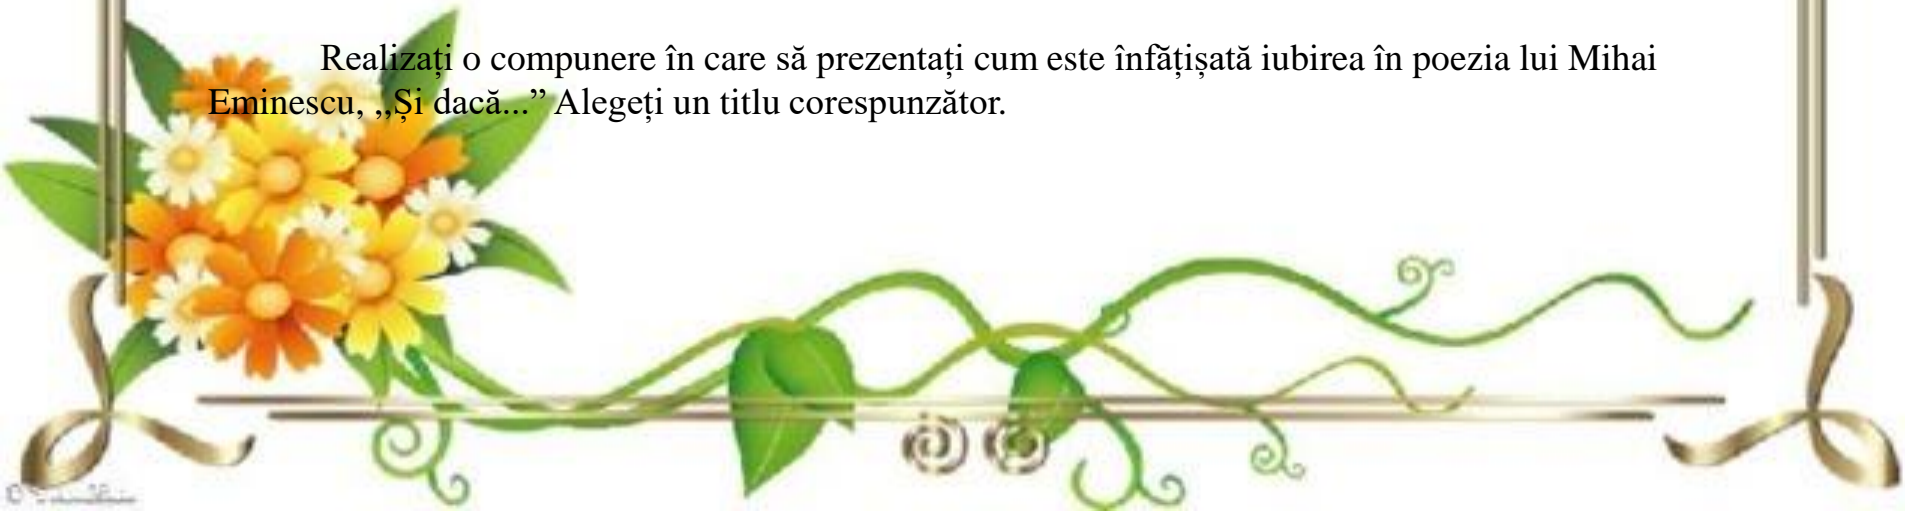 Realizați o compunere în care să prezentați cum este înfățișată iubirea în poezia lui Mihai
Eminescu, ,,Și dacă...” Alegeți un titlu corespunzător.
©